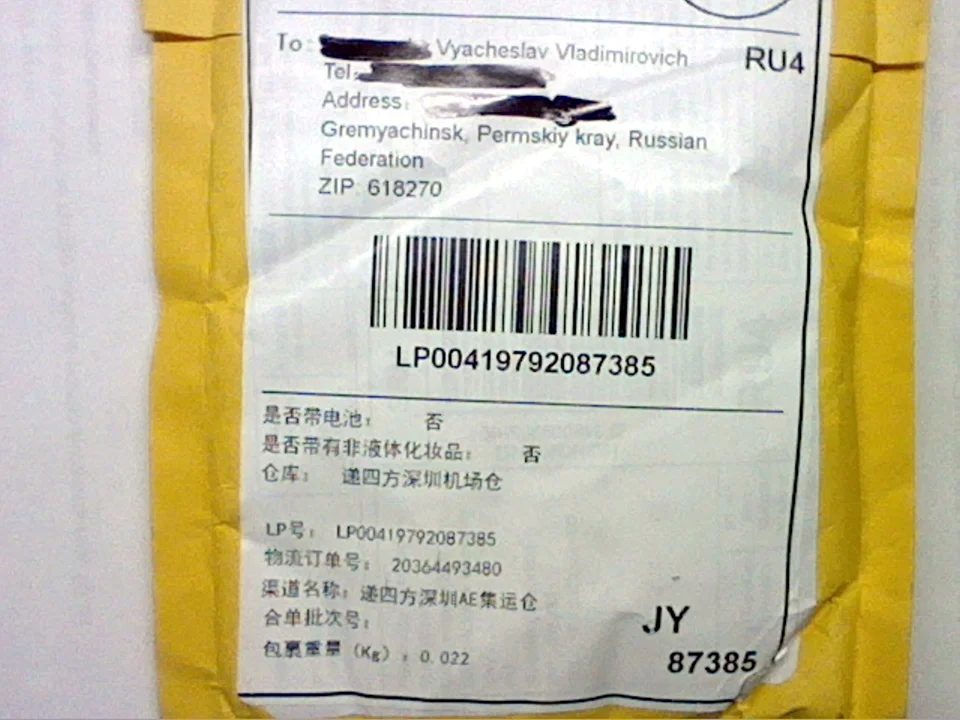 To: Vyacheslav Vladimirovich
RU4
Tel:
Address:
Gremyachinsk, Permskiy kray, Russian
Federation
ZIP: 618270
LP00419792087385
是否带电池： 否
是否带有非液体化妆品： 否
仓库： 递四方深圳机场仓
LP号： LP00419792087385
物流订单号： 20364493480
渠道名称：递四方深圳AE集运仓
合单批次号：
包裹重量（Kg）：0.022
JY
87385